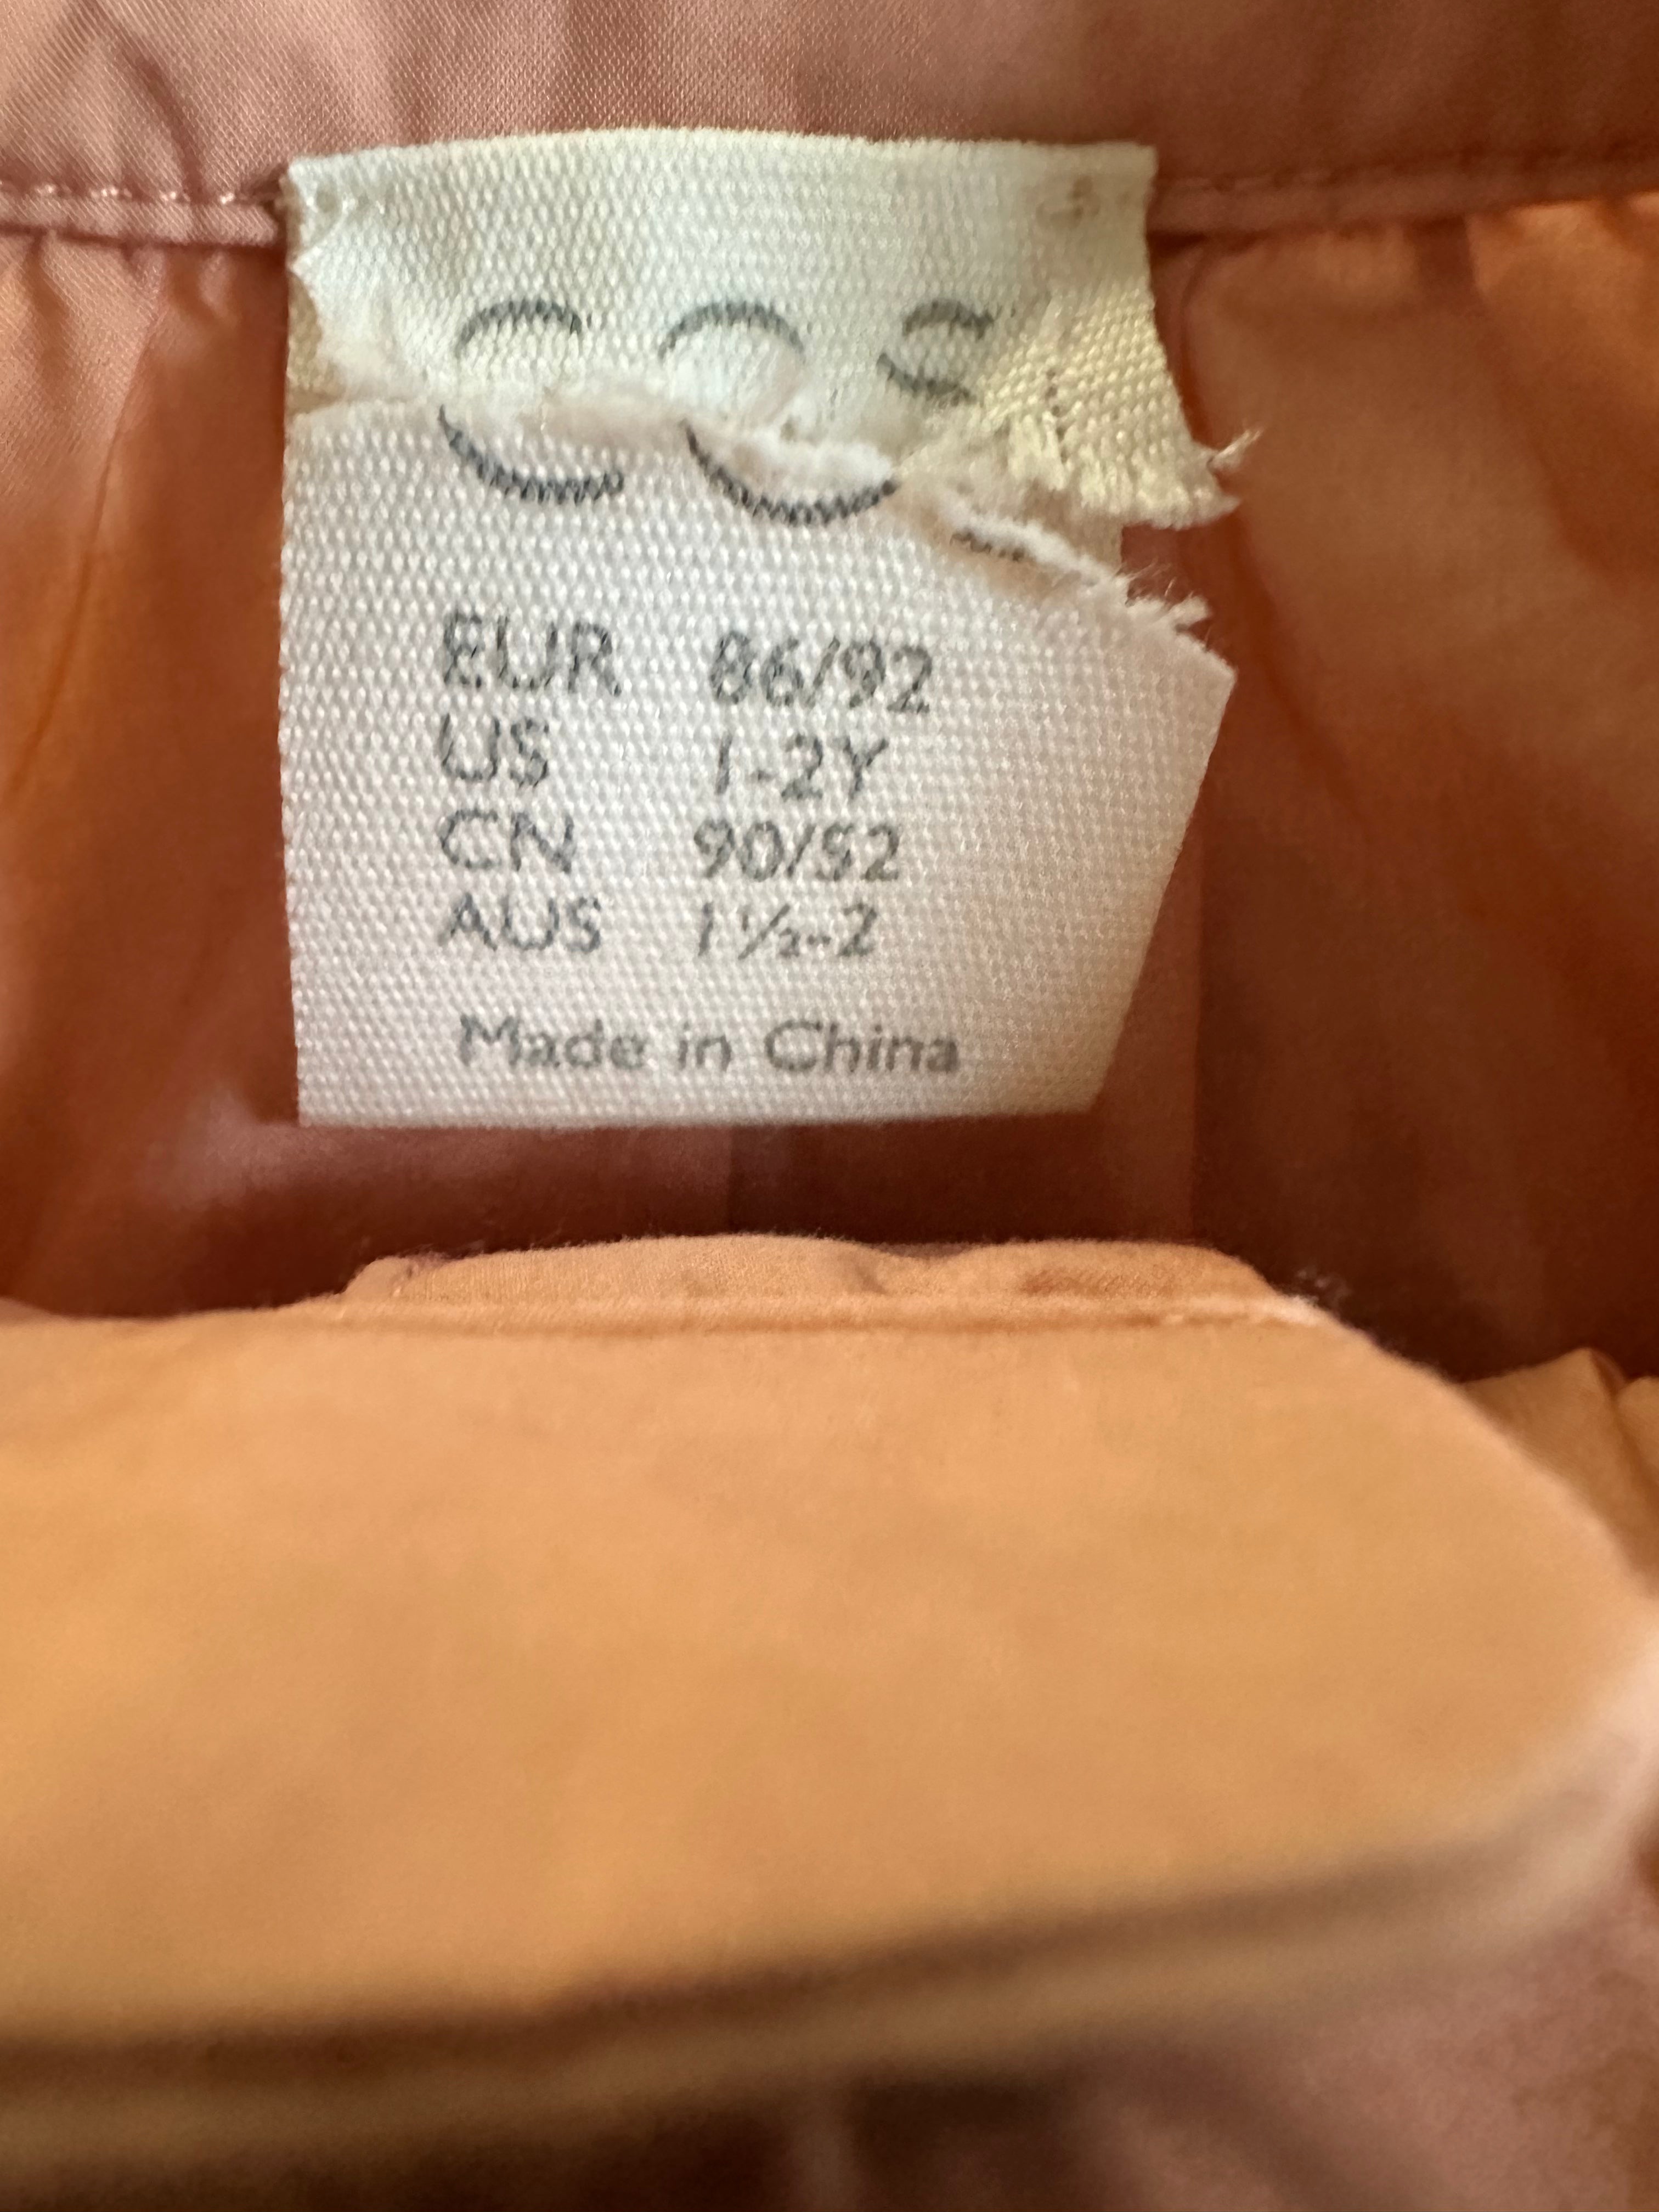 COS
EUR 86/92
US 1-2Y
CN 90/52
AUS 1½-2
Made in China